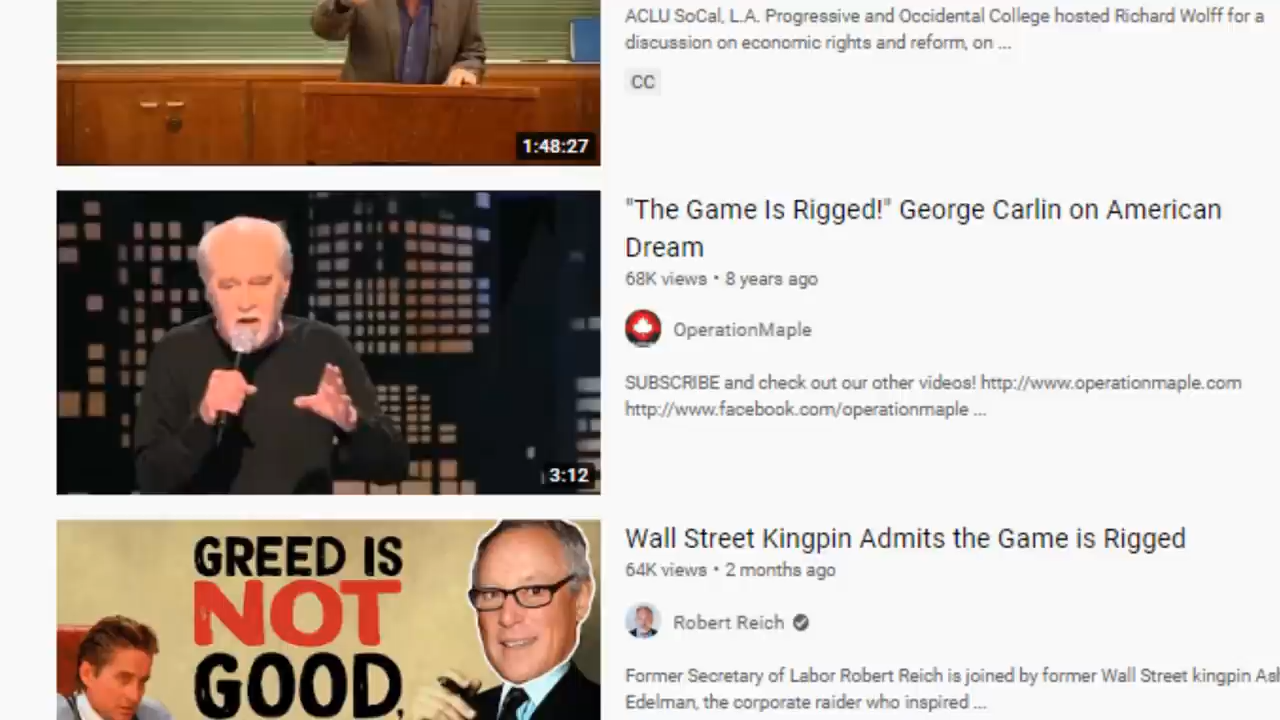 ACLU SoCal, L.A. Progressive and Occidental College hosted Richard Wolff for a
discussion on economic rights and reform, on ...
CC
1:48:27
"The Game Is Rigged!" George Carlin on American
Dream
68K views • 8 years ago
OperationMaple
SUBSCRIBE and check out our other videos! http://www.operationmaple.com
http://www.facebook.com/operationmaple ...
3:12
GREED IS
NOT
GOOD.
Wall Street Kingpin Admits the Game is Rigged
64K views • 2 months ago
Robert Reich
Former Secretary of Labor Robert Reich is joined by former Wall Street kingpin
Edelman, the corporate raider who inspired ...